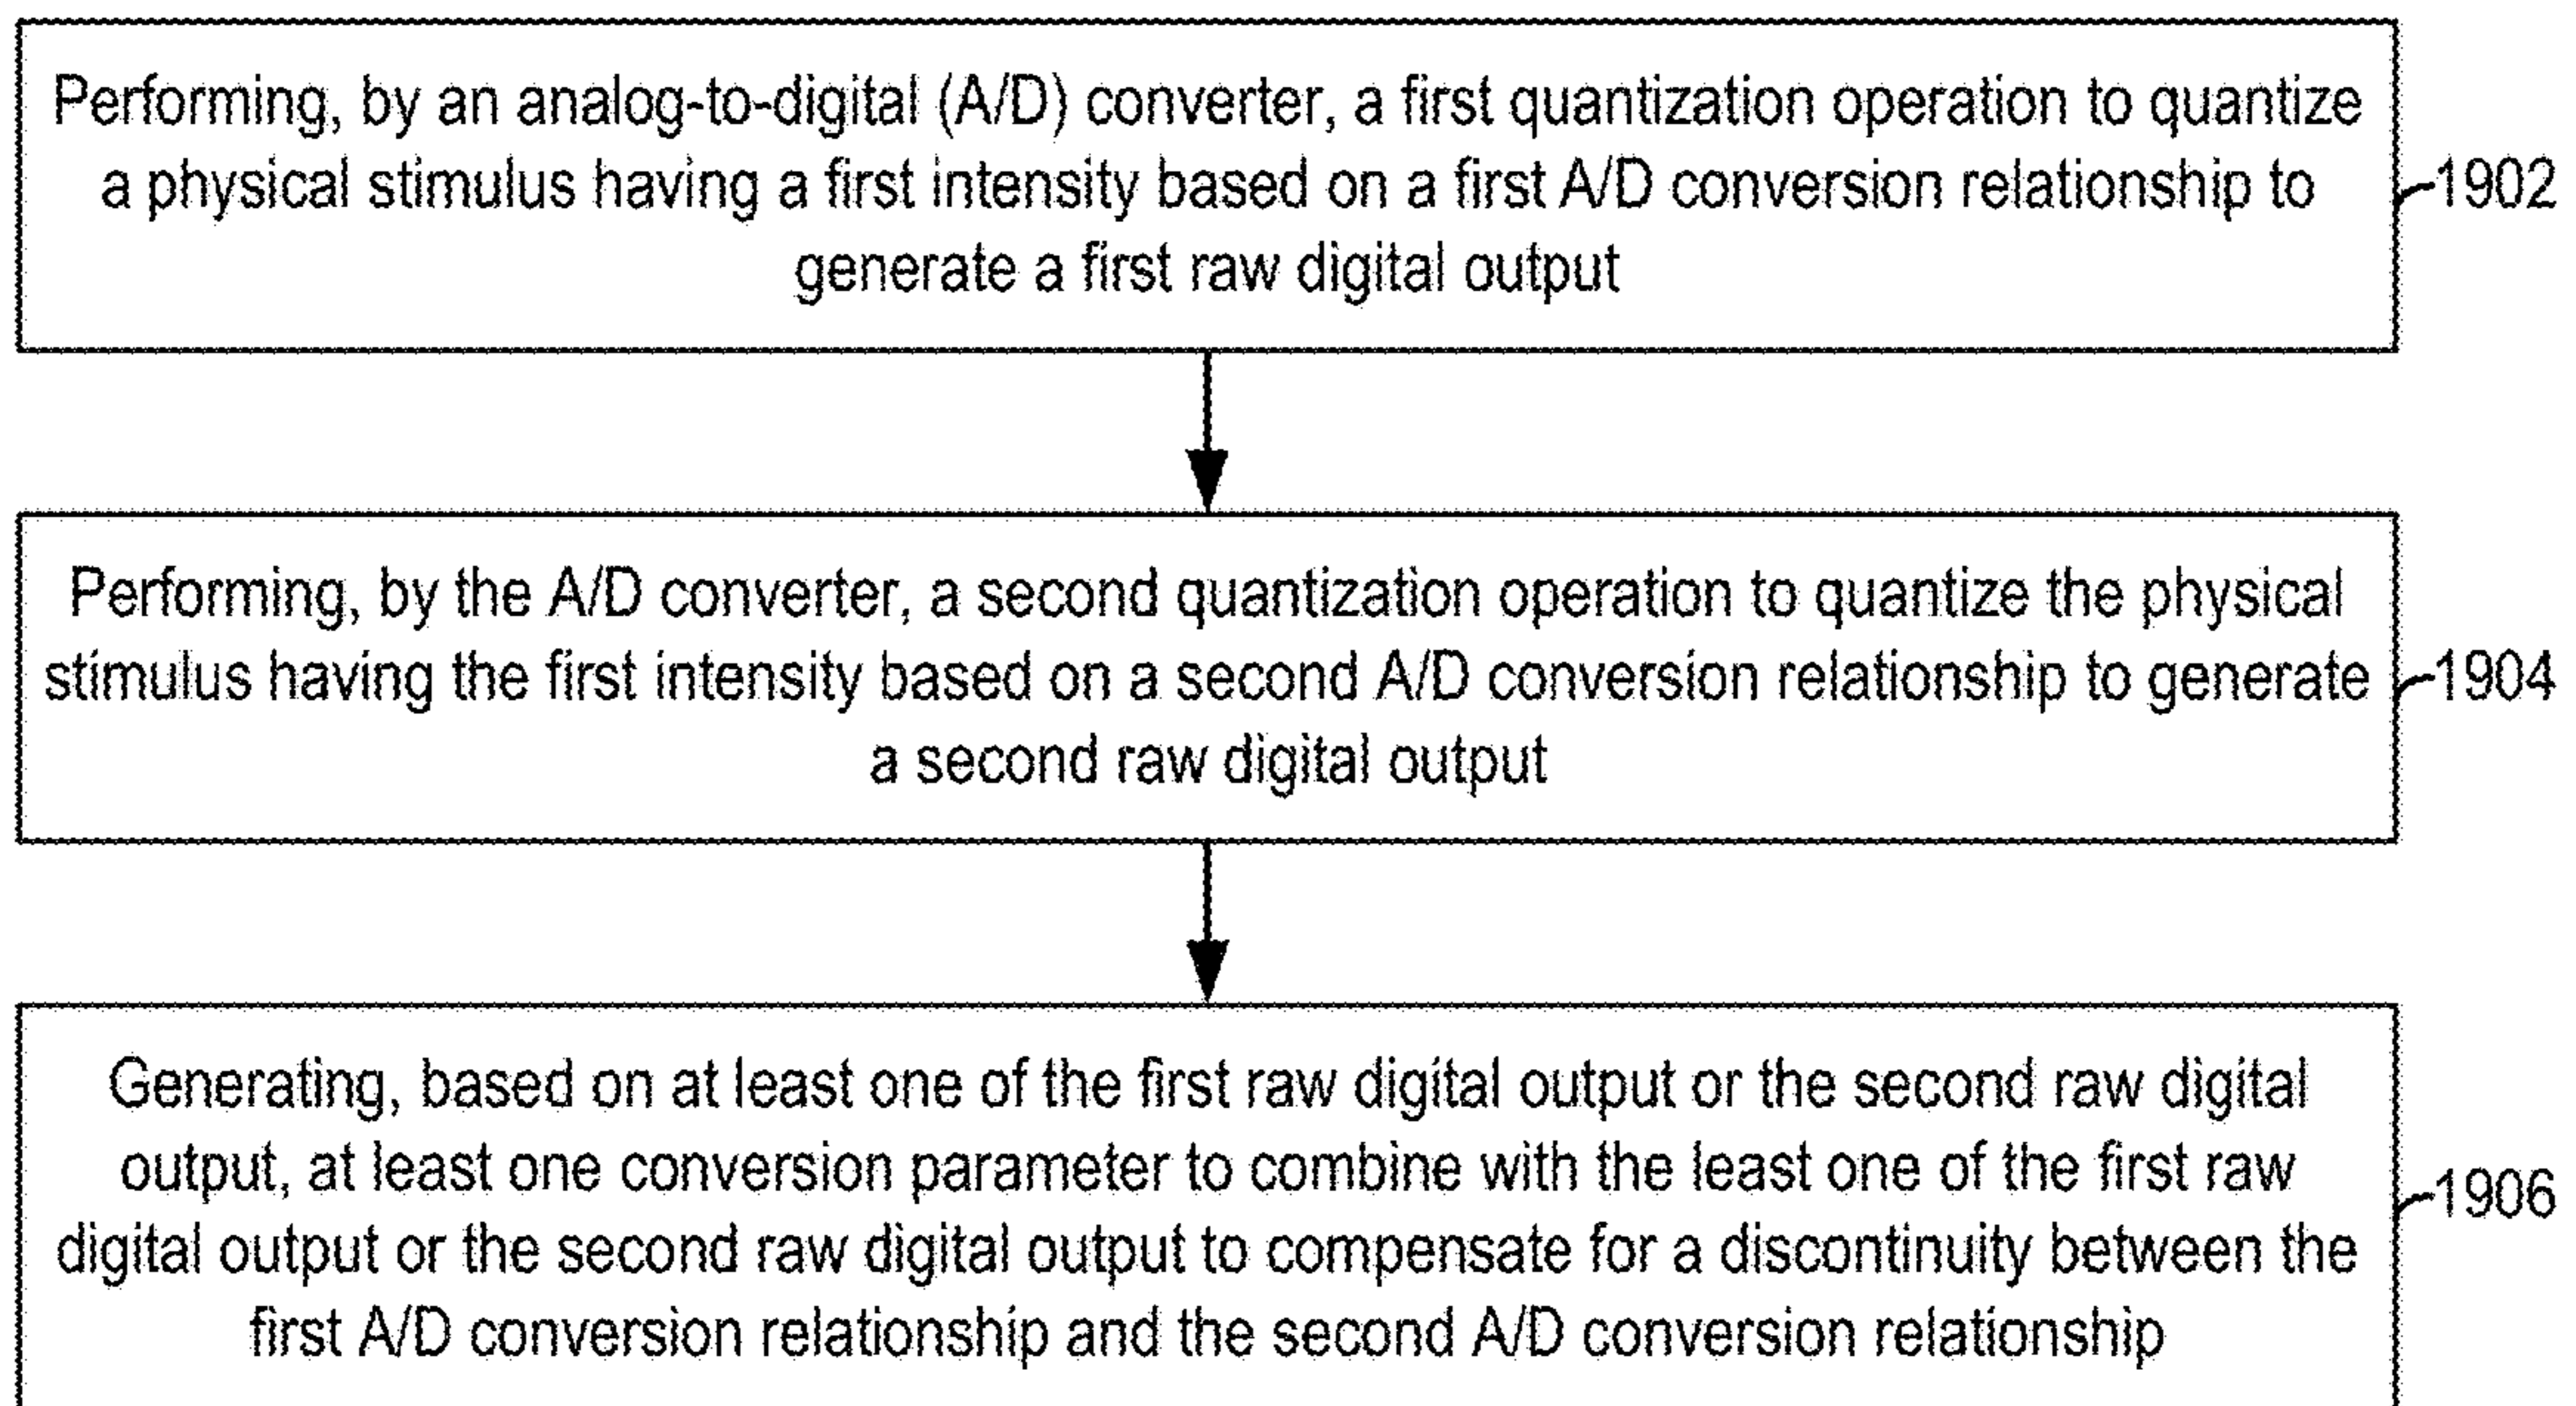 Performing, by an analog-to-digital (A/D) converter, a first quantization operation to quantize
a physical stimulus having a first intensity based on a first A/D conversion relationship to
generate a first raw digital output
1902
Performing, by the A/D converter, a second quantization operation to quantize the physical
stimulus having the first intensity based on a second A/D conversion relationship to generate
a second raw digital output
1904
Generating, based on at least one of the first raw digital output or the second raw digital
output, at least one conversion parameter to combine with the least one of the first raw
digital output or the second raw digital output to compensate for a discontinuity between the
first A/D conversion relationship and the second A/D conversion relationship
1906